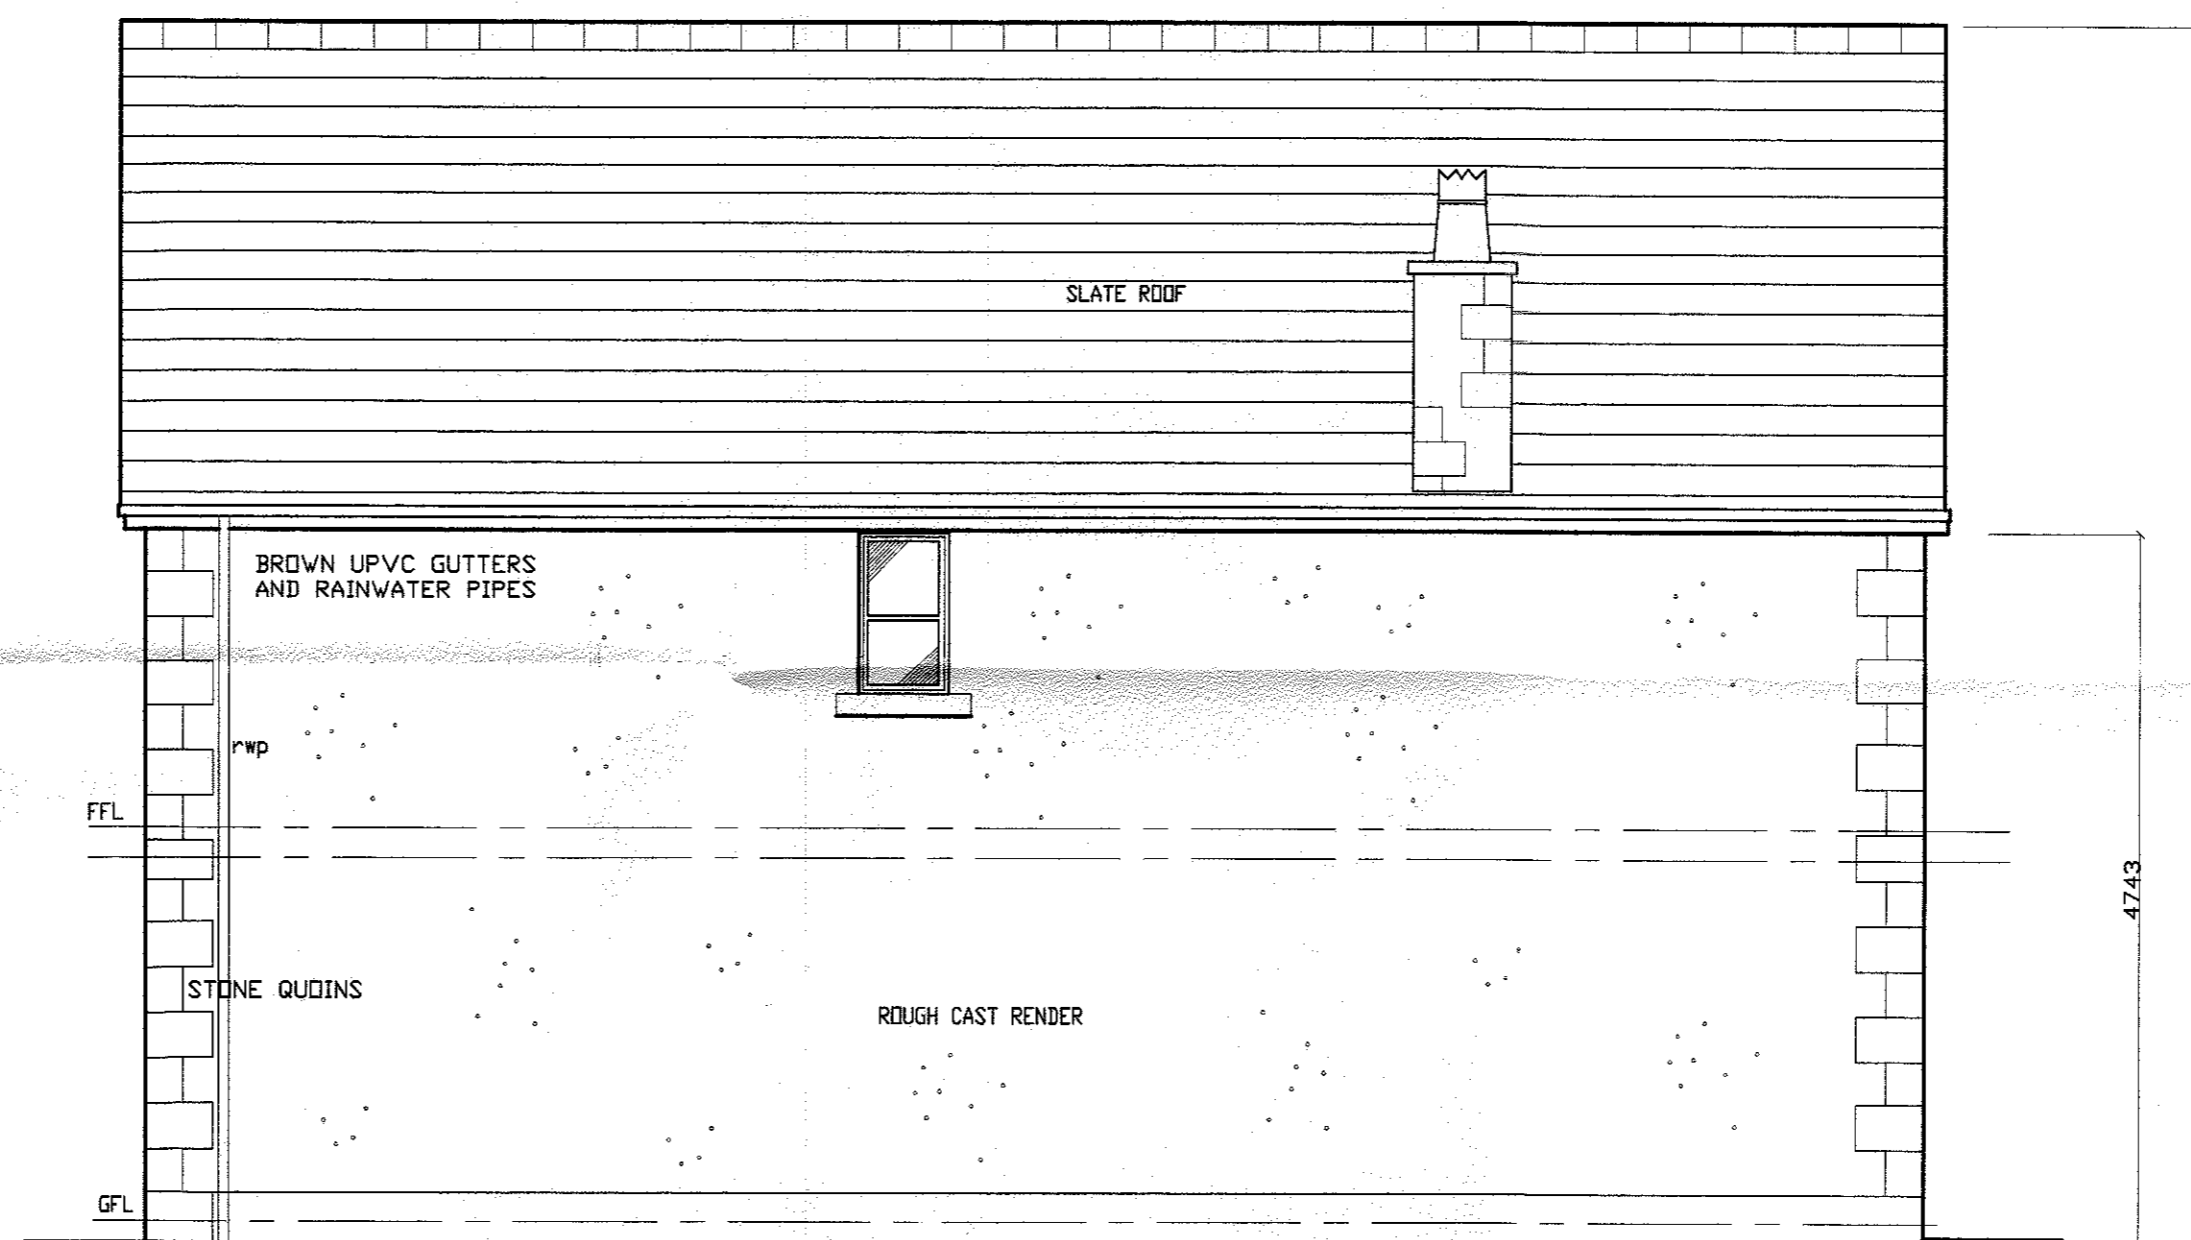 SLATE ROOF
BROWN UPVC GUTTERS
AND RAINWATER PIPES
rwp
FFL
4743
STONE QUOINS
ROUGH CAST RENDER
GFL